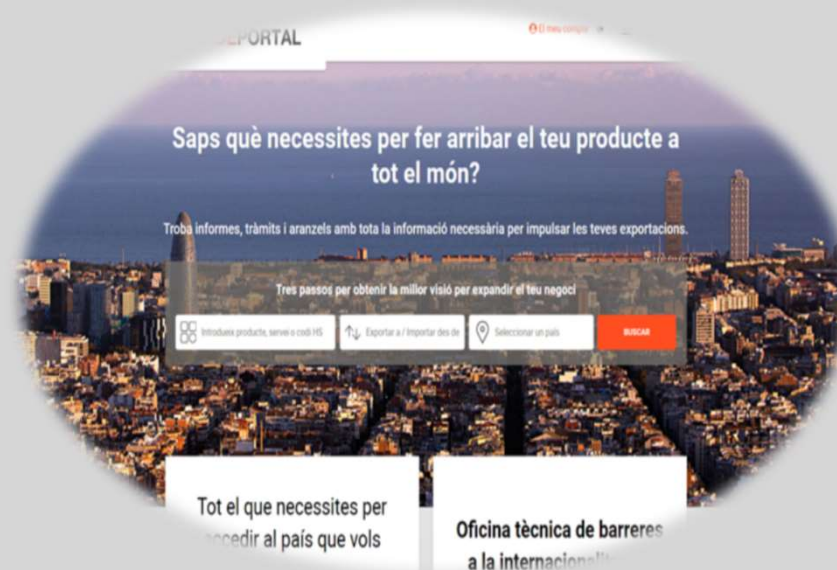 PORTAL
El meu compte
Saps què necessites per fer arribar el teu producte a
tot el món?
Troba informes, tràmits i aranzels amb tota la informació necessària per impulsar les teves exportacions.
Tres passos per obtenir la millor visió per expandir el teu negoci
Introdueix producte, servei o codi HS
Exportar a / Importar des de
Seleccionar un país
BUSCAR
Tot el que necessites per
accedir al país que vols
Oficina tècnica de barreres
a la